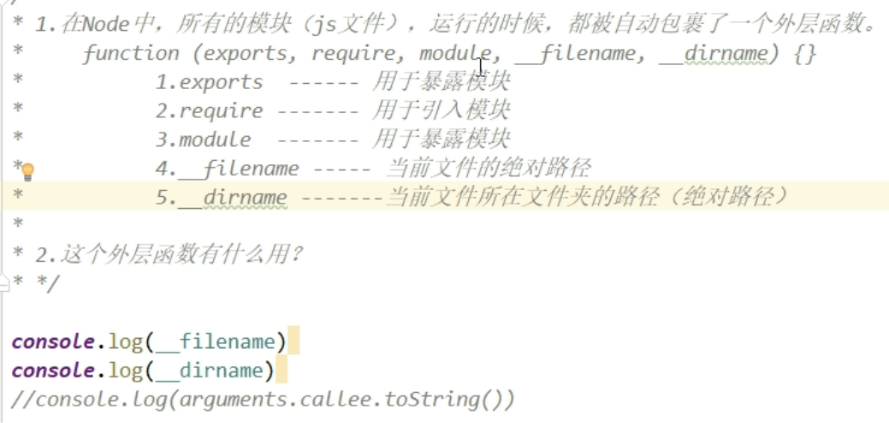 * 1.在Node中，所有的模块（js文件），运行的时候，都被自动包裹了一个外层函数。
* function (exports, require, module, __filename, __dirname) {}
* 1.exports ------ 用于暴露模块
* 2.require ------- 用于引入模块
* 3.module ------- 用于暴露模块
* 4.__filename ----- 当前文件的绝对路径
* 5.__dirname -------当前文件所在文件夹的路径（绝对路径）
*
* 2.这个外层函数有什么用？
* */
console.log(__filename)
console.log(__dirname)
//console.log(arguments.callee.toString())